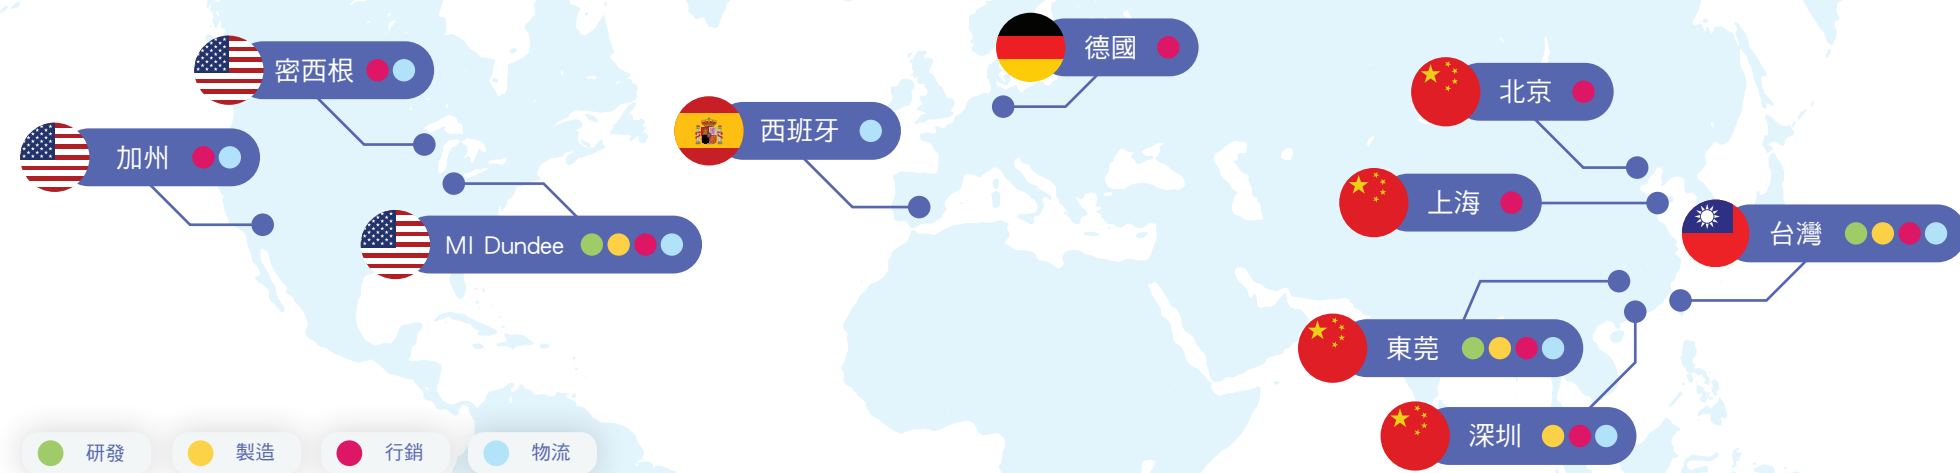 德國
密西根
北京
西班牙
加州
上海
台灣
MI Dundee
東莞
深圳
研發
製造
行銷
物流